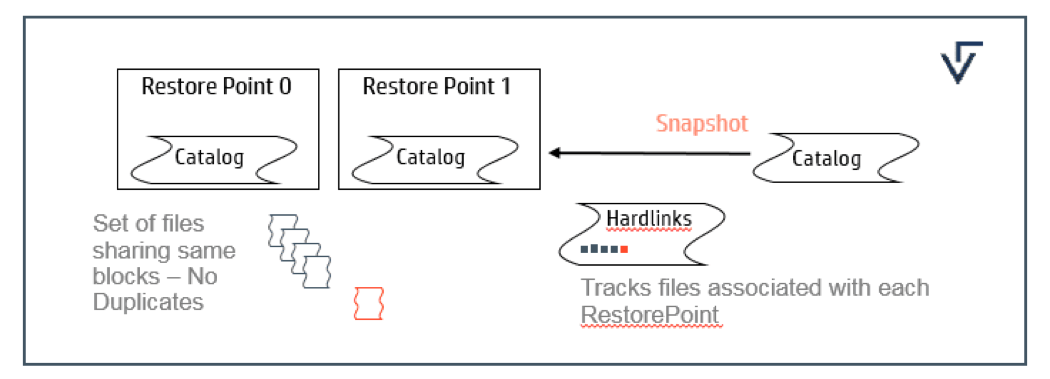 Restore Point 0
Restore Point 1
Catalog
Catalog
Snapshot
Catalog
Set of files
sharing same
blocks – No
Duplicates
Hardlinks
Tracks files associated with each
RestorePoint